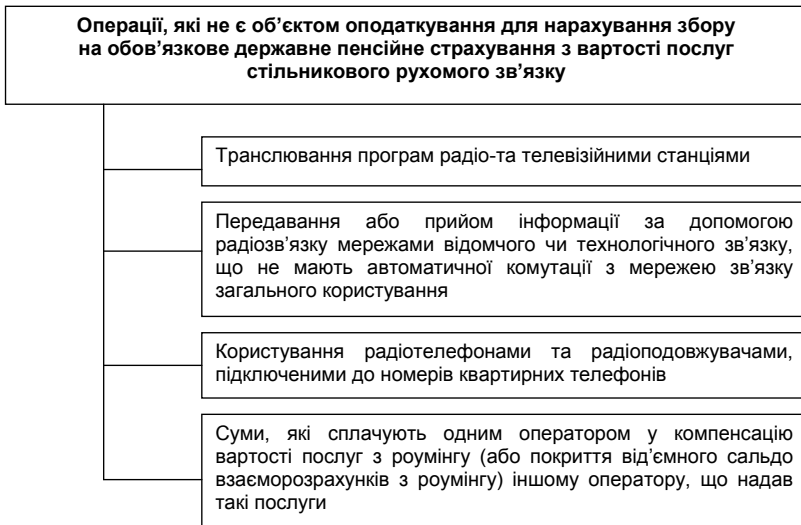 Операції, які не є об’єктом оподаткування для нарахування збору
на обов’язкове державне пенсійне страхування з вартості послуг
стільникового рухомого зв’язку
Транслювання програм радіо-та телевізійними станціями
Передавання або прийом інформації за допомогою
радіозв’язку мережами відомчого чи технологічного зв’язку,
що не мають автоматичної комутації з мережею зв’язку
загального користування
Користування радіотелефонами та радіоподовжувачами,
підключеними до номерів квартирних телефонів
Суми, які сплачують одним оператором у компенсацію
вартості послуг з роумінгу (або покриття від’ємного сальдо
взаєморозрахунків з роумінгу) іншому оператору, що надав
такі послуги